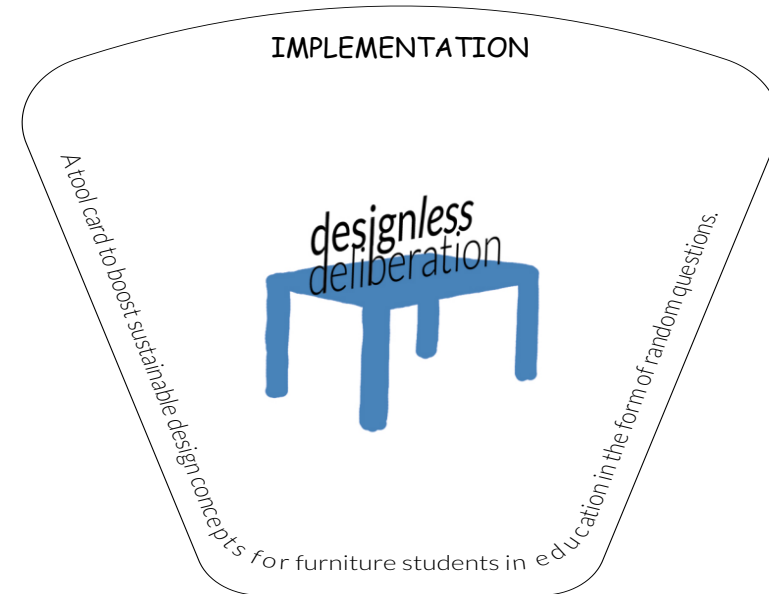 IMPLEMENTATION
designless
deliberation
A tool card to boost sustainable design concepts for furniture students in education in the form of random questions.